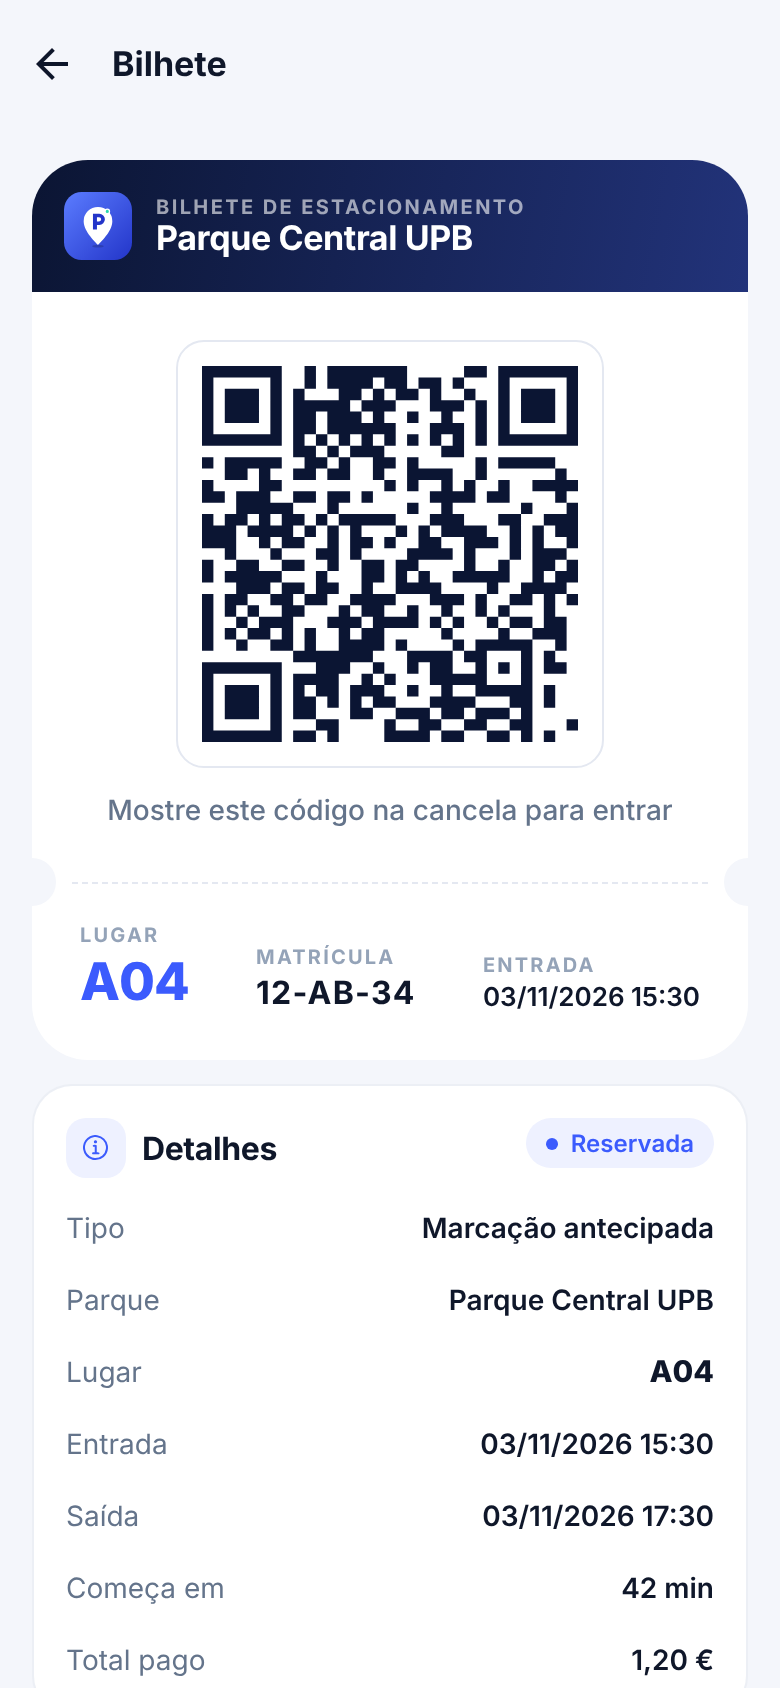 Bilhete
P
BILHETE DE ESTACIONAMENTO
Parque Central UPB
Mostre este código na cancela para entrar
LUGAR
A04
MATRÍCULA
12-AB-34
ENTRADA
03/11/2026 15:30
Detalhes
Reservada
Tipo Marcação antecipada
Parque Parque Central UPB
Lugar A04
Entrada 03/11/2026 15:30
Saída 03/11/2026 17:30
Começa em 42 min
Total pago 1,20 €